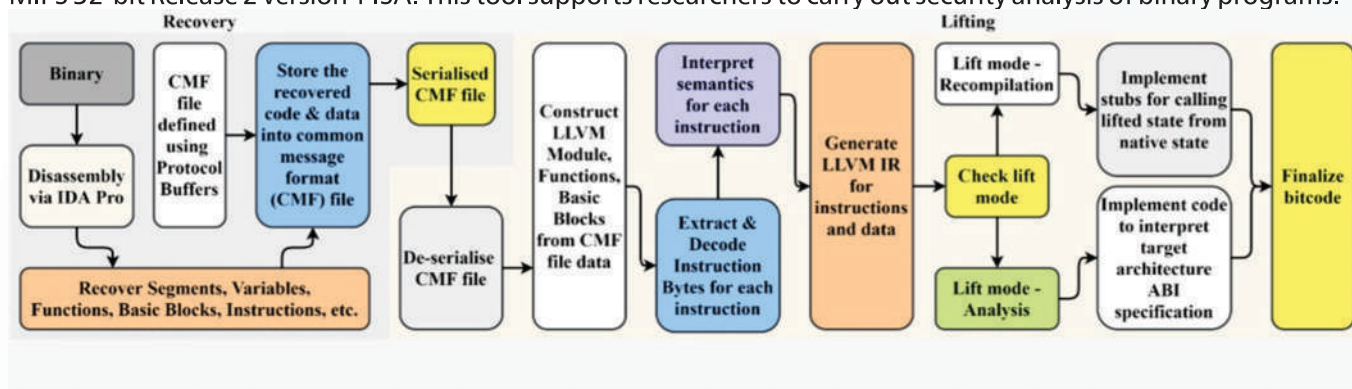 MIPS 32-bit Release 2 version 1 ISA. This tool supports researchers to carry out security analysis of binary programs.
Recovery
Lifting
Binary
Disassembly
via IDA Pro
CMF
file
defined
using
Protocol
Buffers
Store the
recovered
code & data
into common
message
format
(CMF) file
Recover Segments, Variables,
Functions, Basic Blocks, Instructions, etc.
Serialised
CMF file
De-serialise
CMF file
Construct
LLVM
Module,
Functions,
Basic
Blocks
from CMF
file data
Interpret
semantics
for each
instruction
Extract &
Decode
Instruction
Bytes for each
instruction
Generate
LLVM IR
for
instructions
and data
Lift mode -
Recompilation
Check lift
mode
Lift mode -
Analysis
Implement
stubs for calling
lifted state from
native state
Implement code
to interpret
target
architecture
ABI
specification
Finalize
bitcode